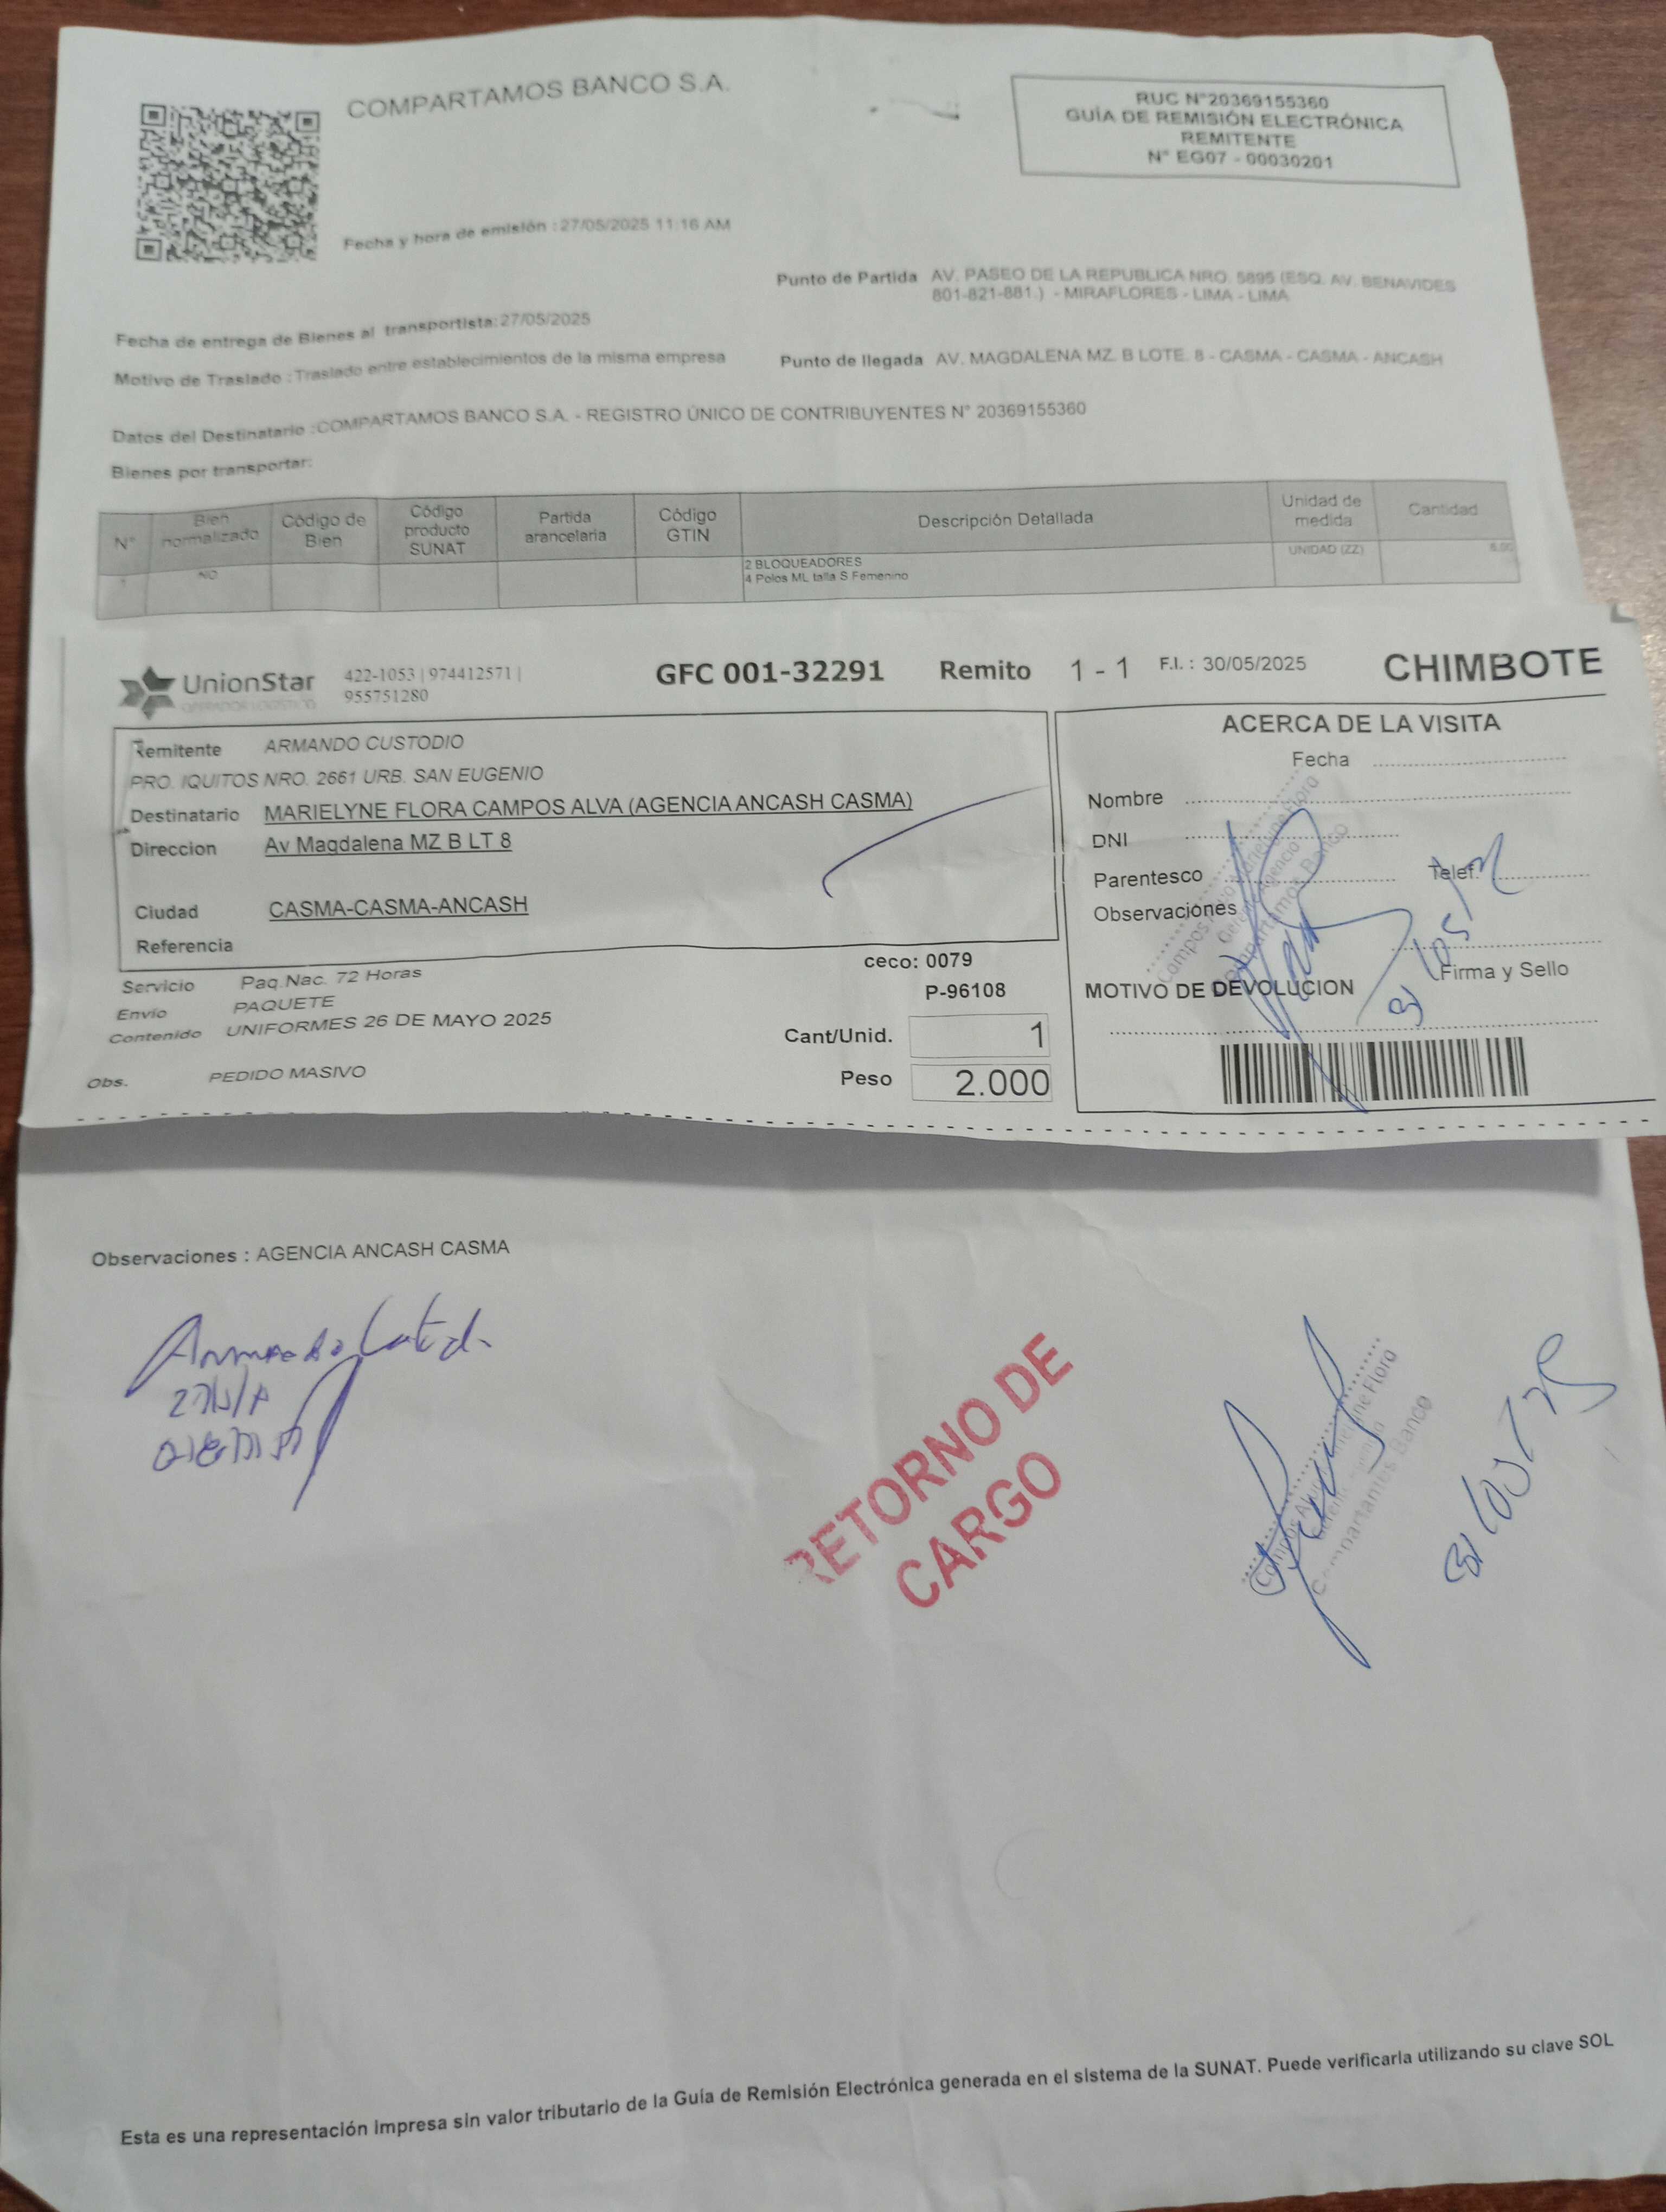 COMPARTAMOS BANCO S.A.
RUC N°20369155360
GUÍA DE REMISIÓN ELECTRÓNICA
REMITENTE
N° EG07 - 00030201
Fecha y hora de emisión : 27/05/2025 11:16 AM
Punto de Partida AV. PASEO DE LA REPUBLICA NRO. 5895 (ESQ. AV. BENAVIDES
801-821-881.) - MIRAFLORES - LIMA - LIMA
Fecha de entrega de Bienes al transportista: 27/05/2025
Motivo de Traslado : Traslado entre establecimientos de la misma empresa
Punto de llegada AV. MAGDALENA MZ. B LOTE. 8 - CASMA - CASMA - ANCASH
Datos del Destinatario : COMPARTAMOS BANCO S.A. - REGISTRO ÚNICO DE CONTRIBUYENTES N° 20369155360
Bienes por transportar:
N° Bien normalizado Código de Bien Código producto SUNAT Partida arancelaria Código GTIN Descripción Detallada Unidad de medida Cantidad
1 NO 2 BLOQUEADORES UNIDAD (ZZ)
4 Polos ML talla S Femenino
UnionStar 422-1053 | 974412571 |
OPERADOR LOGÍSTICO 955751280
GFC 001-32291 Remito 1 - 1 F.I. : 30/05/2025 CHIMBOTE
Remitente ARMANDO CUSTODIO
PRO. IQUITOS NRO. 2661 URB. SAN EUGENIO
Destinatario MARIELYNE FLORA CAMPOS ALVA (AGENCIA ANCASH CASMA)
Direccion Av Magdalena MZ B LT 8
Ciudad CASMA-CASMA-ANCASH
Referencia
Servicio Paq.Nac. 72 Horas
Envio PAQUETE
Contenido UNIFORMES 26 DE MAYO 2025
Obs. PEDIDO MASIVO
ceco: 0079
P-96108
Cant/Unid. 1
Peso 2.000
ACERCA DE LA VISITA
Fecha
Nombre
DNI
Parentesco Telef.
Observaciones
Firma y Sello
MOTIVO DE DEVOLUCION
Observaciones : AGENCIA ANCASH CASMA
RETORNO DE
CARGO
31/05/25
Esta es una representación impresa sin valor tributario de la Guía de Remisión Electrónica generada en el sistema de la SUNAT. Puede verificarla utilizando su clave SOL